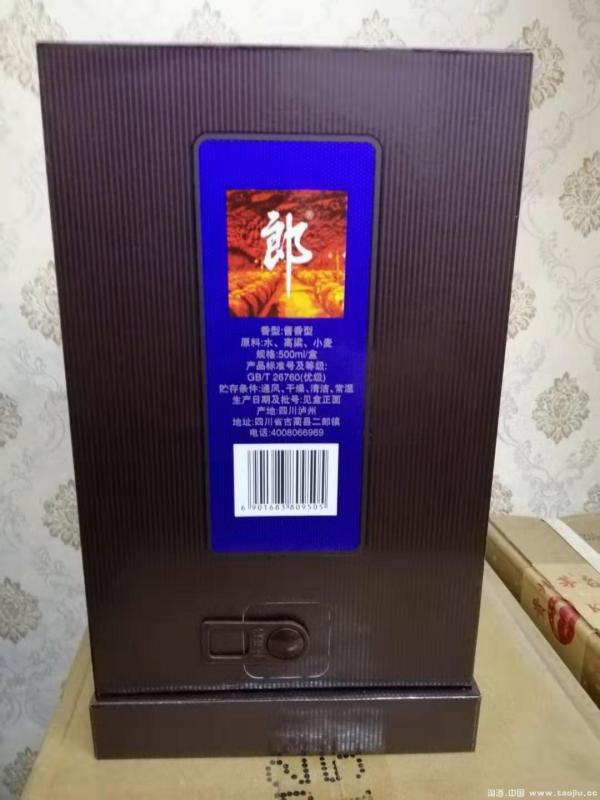 郎®
香型:酱香型
原料:水、高粱、小麦
规格:500ml/盒
产品标准号及等级:
GB/T 26760(优级)
贮存条件:通风、干燥、清洁、常温
生产日期及批号:见盒正面
产地:四川泸州
地址:四川省古蔺县二郎镇
电话:4008066969
6 901683 809505
淘酒.中国 www.taojiu.cc